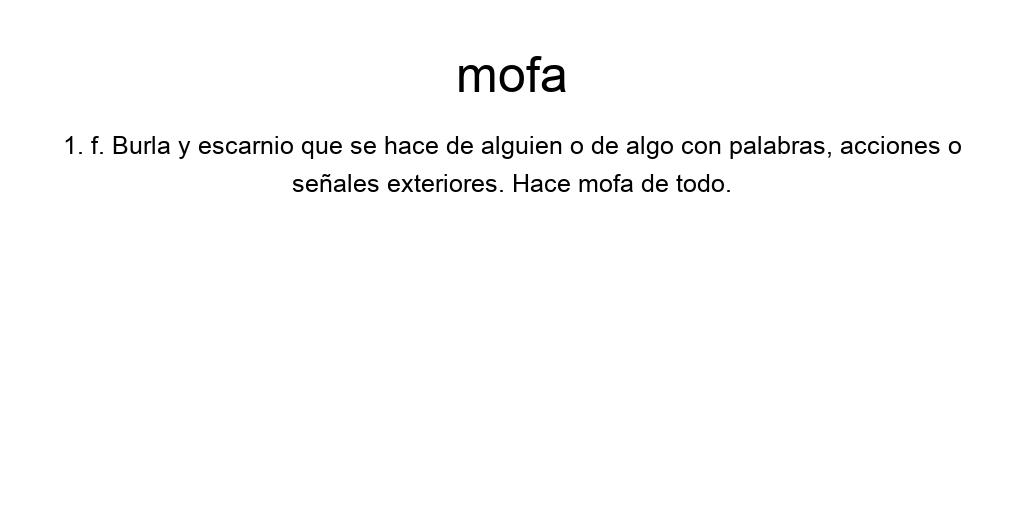 mofa
1. f. Burla y escarnio que se hace de alguien o de algo con palabras, acciones o
señales exteriores. Hace mofa de todo.